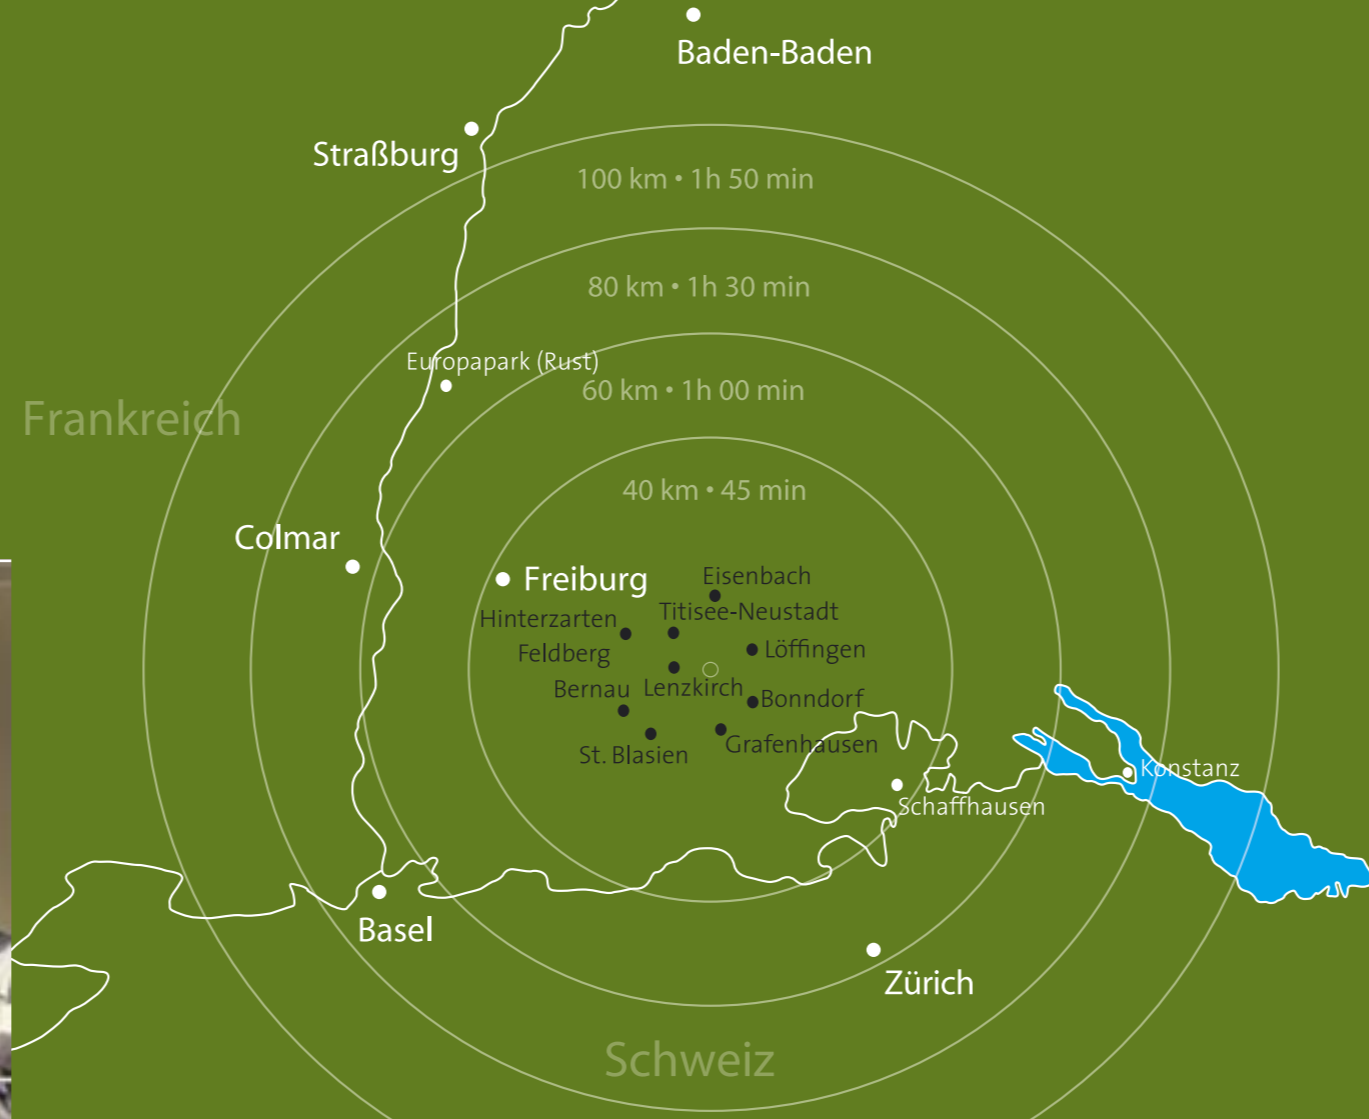 Baden-Baden
Straßburg
100 km • 1h 50 min
80 km • 1h 30 min
Europapark (Rust)
60 km • 1h 00 min
Frankreich
40 km • 45 min
Colmar
Freiburg
Eisenbach
Hinterzarten
Titisee-Neustadt
Feldberg
Löffingen
Bernau
Lenzkirch
Bonndorf
St. Blasien
Grafenhausen
Konstanz
Schaffhausen
Basel
Zürich
Schweiz